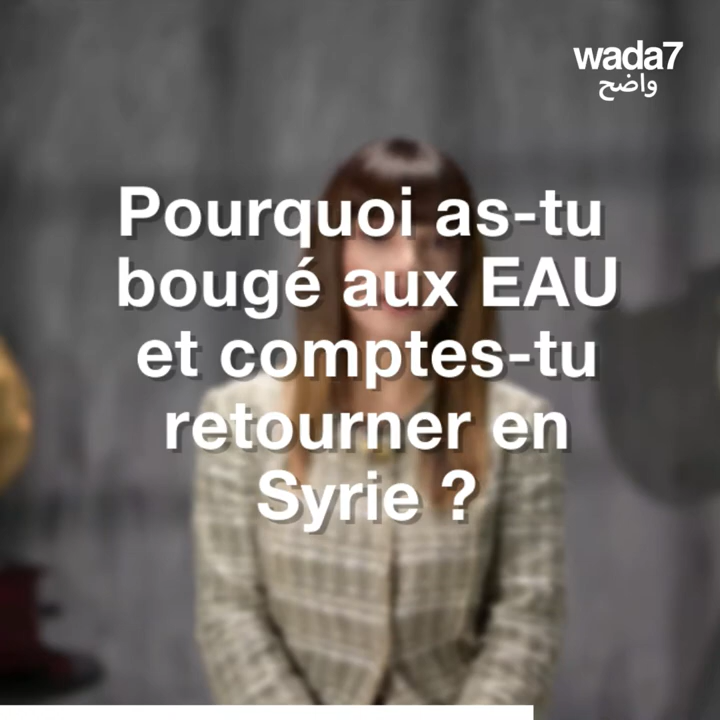 wada7
واضح
Pourquoi as-tu
bougé aux EAU
et comptes-tu
retourner en
Syrie ?